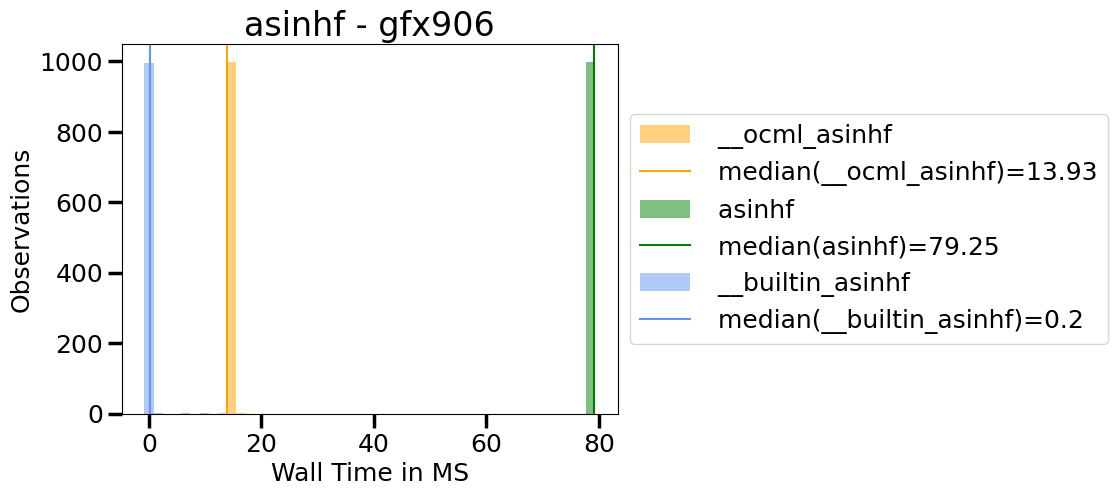 asinhf - gfx906
Observations
1000
800
600
400
200
0
0 20 40 60 80
Wall Time in MS
__ocml_asinhf
median(__ocml_asinhf)=13.93
asinhf
median(asinhf)=79.25
__builtin_asinhf
median(__builtin_asinhf)=0.2